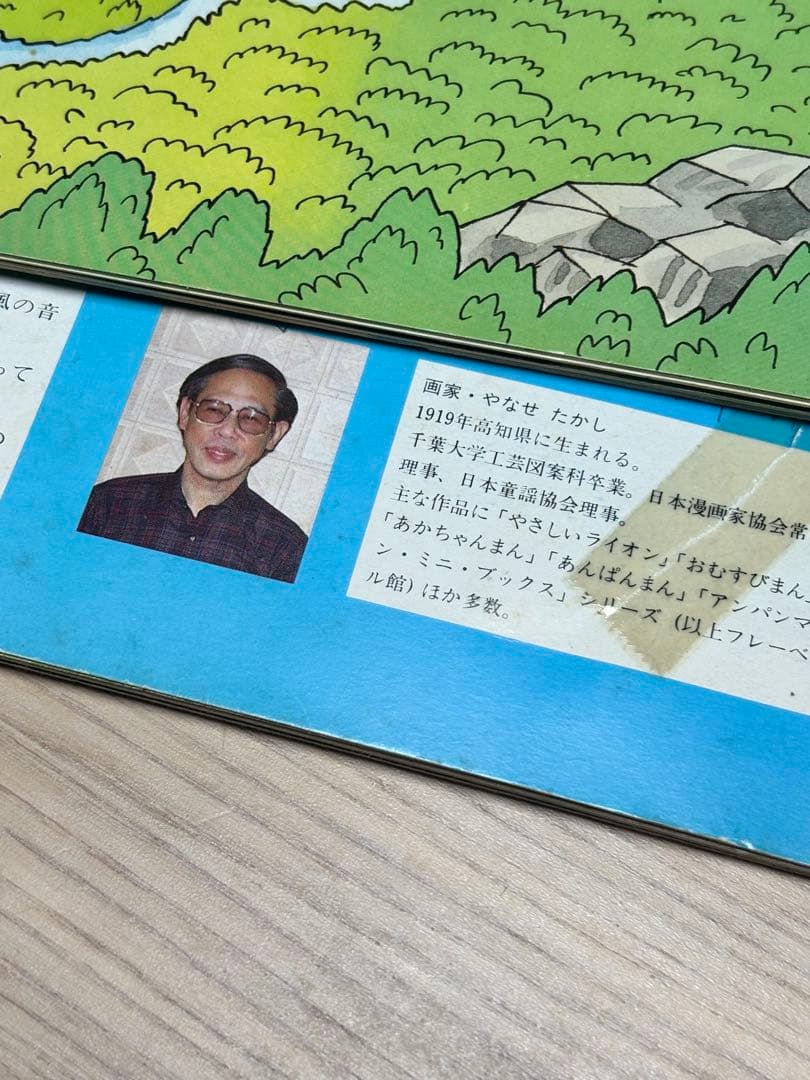 風の音
って
の
画家・やなせ たかし
1919年高知県に生まれる。
千葉大学工芸図案科卒業。日本漫画家協会常
理事、日本童謡協会理事。
主な作品に「やさしいライオン」「おむすびまん」
「あかちゃんまん」「あんぱんまん」「アンパンマ
ン・ミニ・ブックス」シリーズ (以上フレーベ
ル館) ほか多数。